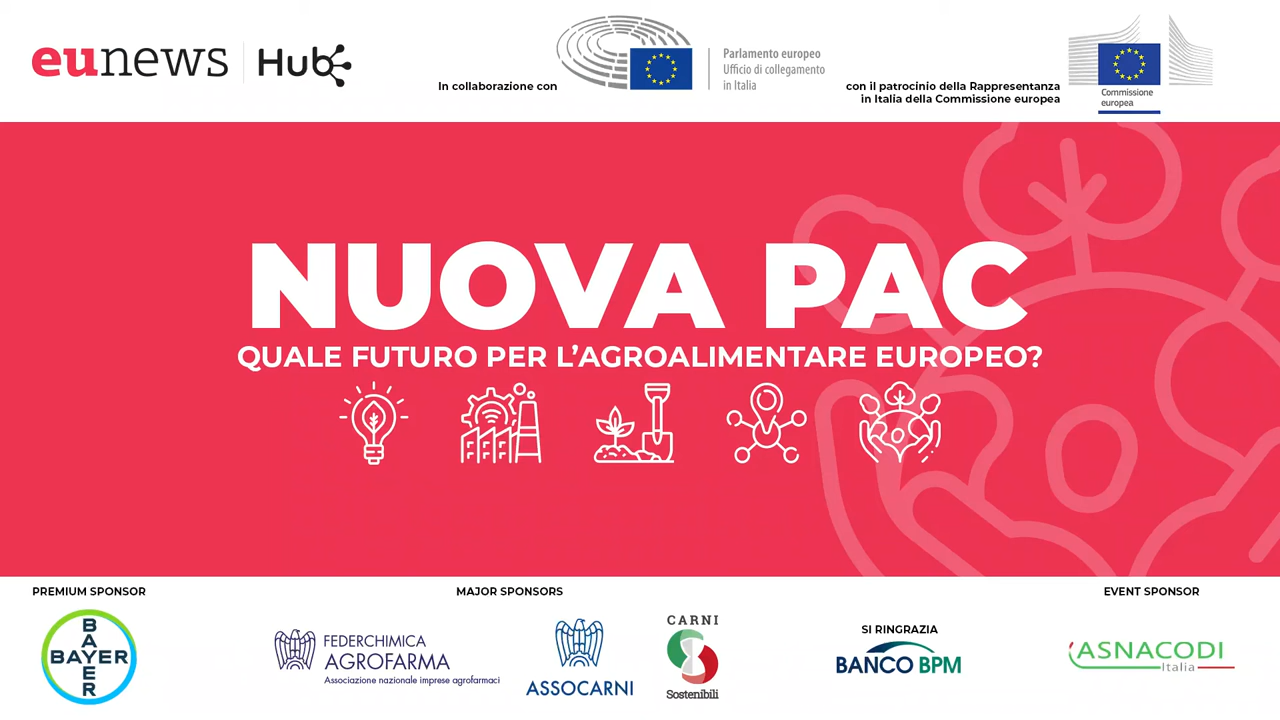 eunews Hub
In collaborazione con
Parlamento europeo
Ufficio di collegamento
in Italia
con il patrocinio della Rappresentanza
in Italia della Commissione europea
Commissione
europea
NUOVA PAC
QUALE FUTURO PER L'AGROALIMENTARE EUROPEO?
PREMIUM SPONSOR
BAYER
BAYER
MAJOR SPONSORS
FEDERCHIMICA
AGROFARMA
Associazione nazionale imprese agrofarmaci
ASSOCARNI
CARNI
Sostenibili
SI RINGRAZIA
BANCO BPM
EVENT SPONSOR
ASNACODI
Italia